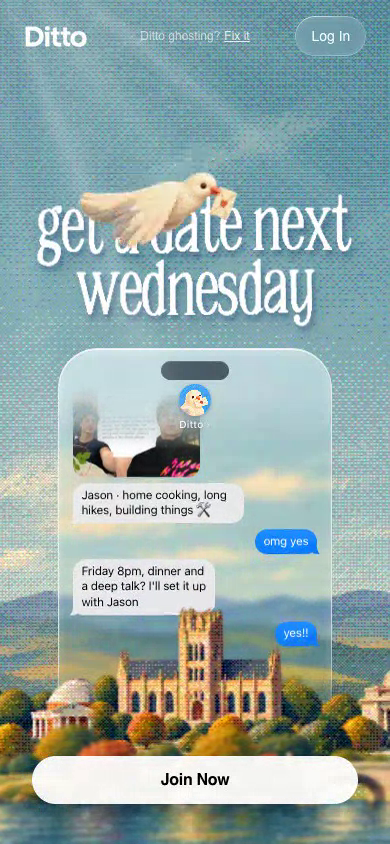 Ditto
Ditto ghosting? Fix it
Log In
get a date next
wednesday
Ditto
Jason · home cooking, long
hikes, building things 🛠️
omg yes
Friday 8pm, dinner and
a deep talk? I'll set it up
with Jason
yes!!
Join Now